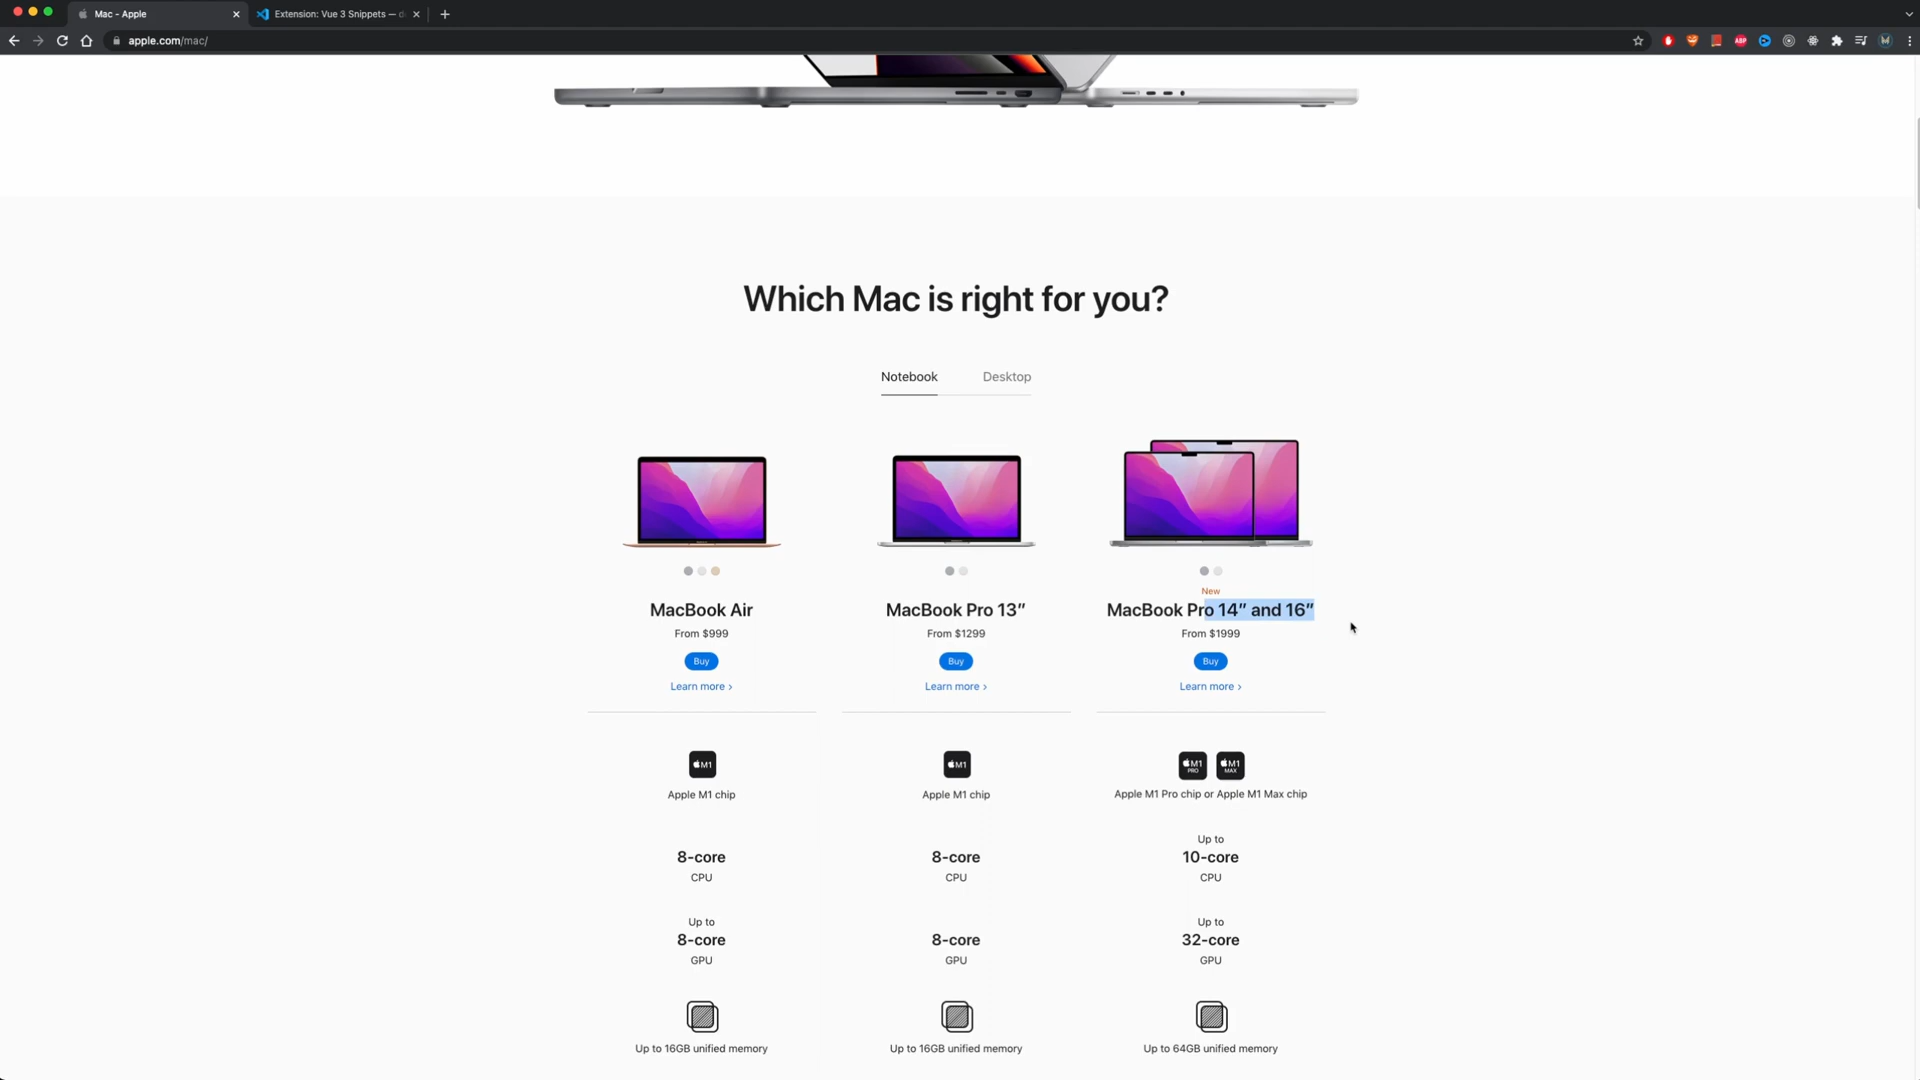 Mac - Apple
Extension: Vue 3 Snippets —
apple.com/mac/
Which Mac is right for you?
Notebook
Desktop
MacBook Air
From $999
Buy
Learn more ›
MacBook Pro 13”
From $1299
Buy
Learn more ›
New
MacBook Pro 14” and 16”
From $1999
Buy
Learn more ›
M1
Apple M1 chip
M1
Apple M1 chip
M1 PRO
M1 MAX
Apple M1 Pro chip or Apple M1 Max chip
8-core
CPU
8-core
CPU
Up to
10-core
CPU
Up to
8-core
GPU
8-core
GPU
Up to
32-core
GPU
Up to 16GB unified memory
Up to 16GB unified memory
Up to 64GB unified memory